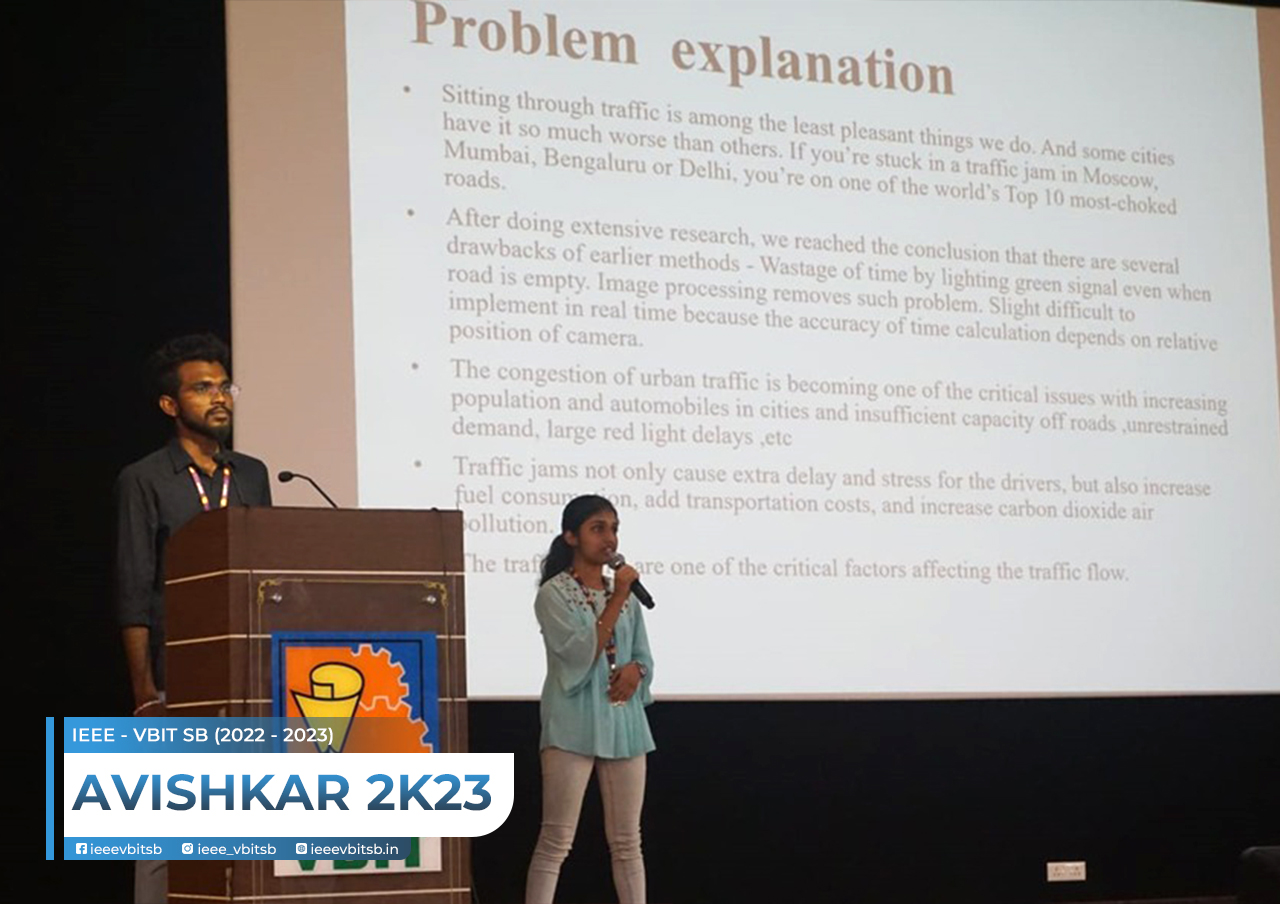 Problem explanation
• Sitting through traffic is among the least pleasant things we do. And some cities
have it so much worse than others. If you're stuck in a traffic jam in Moscow,
Mumbai, Bengaluru or Delhi, you're on one of the world's Top 10 most-choked
roads.
• After doing extensive research, we reached the conclusion that there are several
drawbacks of earlier methods - Wastage of time by lighting green signal even when
road is empty. Image processing removes such problem. Slight difficult to
implement in real time because the accuracy of time calculation depends on relative
position of camera.
• The congestion of urban traffic is becoming one of the critical issues with increasing
population and automobiles in cities and insufficient capacity off roads ,unrestrained
demand, large red light delays ,etc
• Traffic jams not only cause extra delay and stress for the drivers, but also increase
fuel consumption, add transportation costs, and increase carbon dioxide air
pollution.
The are one of the critical factors affecting the traffic flow.
IEEE - VBIT SB (2022 - 2023)
AVISHKAR 2K23
ieeevbitsb ieee_vbitsb ieeevbitsb.in
VBIT